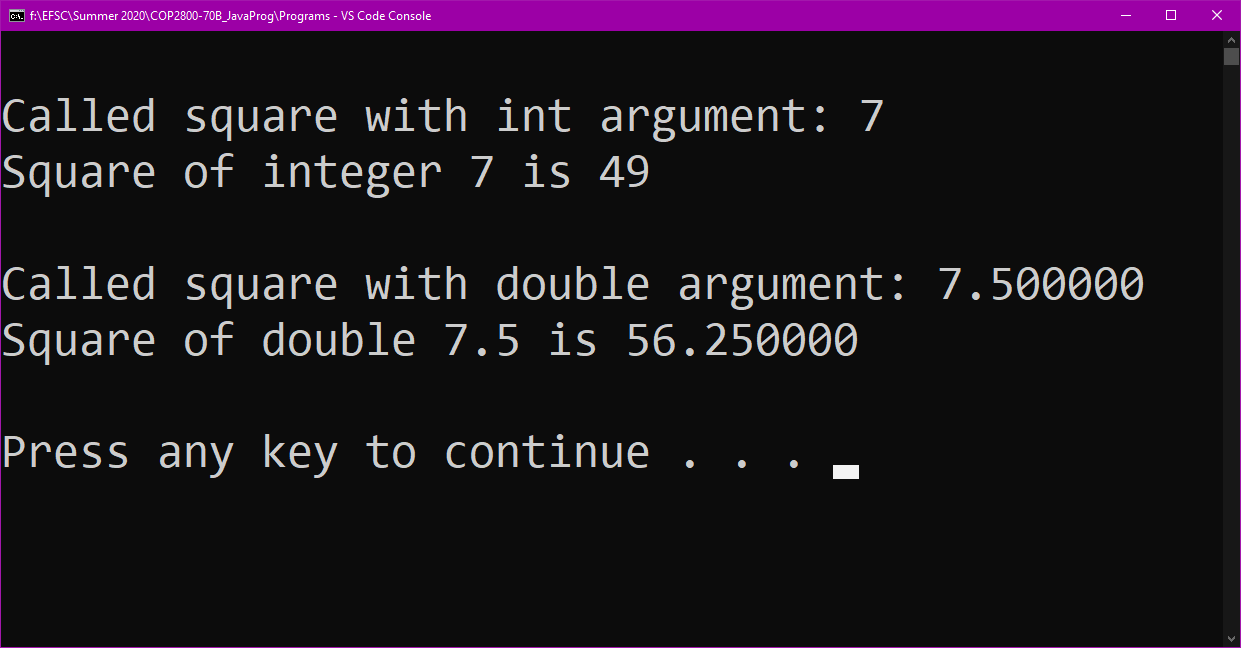 f:\EFSC\Summer 2020\COP2800-70B_JavaProg\Programs - VS Code Console
Called square with int argument: 7
Square of integer 7 is 49
Called square with double argument: 7.500000
Square of double 7.5 is 56.250000
Press any key to continue . . .